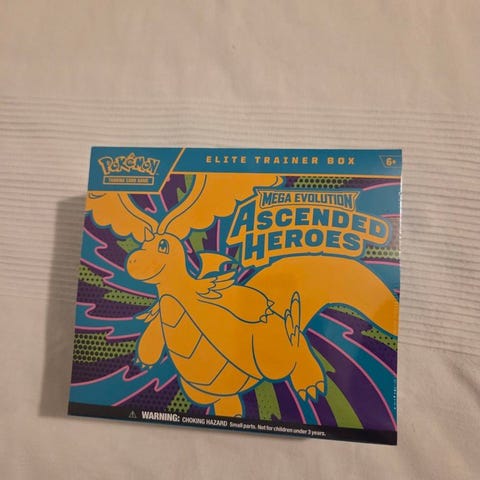 Pokémon
TRADING CARD GAME
ELITE TRAINER BOX
6+
MEGA EVOLUTION
ASCENDED
HEROES
WARNING: CHOKING HAZARD Small parts. Not for children under 3 years.